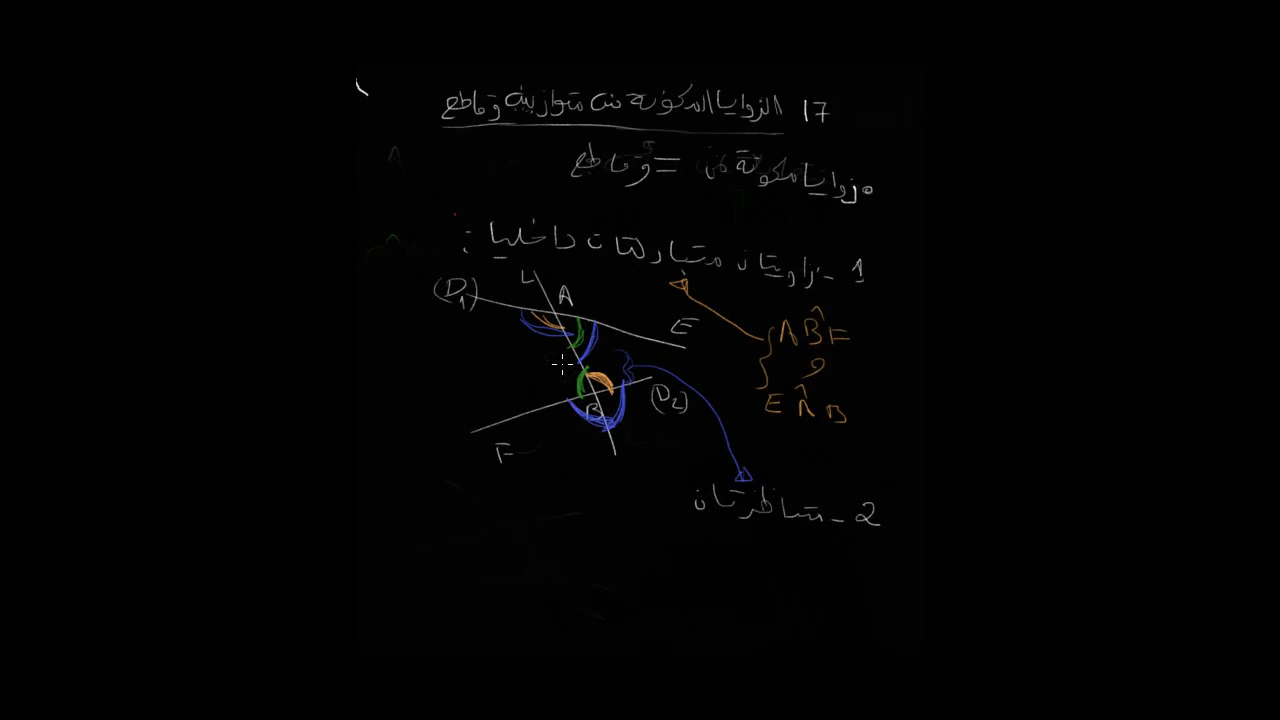 17 الزوايا المكونة من متوازيين وقاطع
• زوايا مكونة من = وقاطع
1 - زاويتان متبادلتان داخليا :
(D1)
L
A
E
B
(D2)
F
ABF
و
EAB
2 - متناظرتان